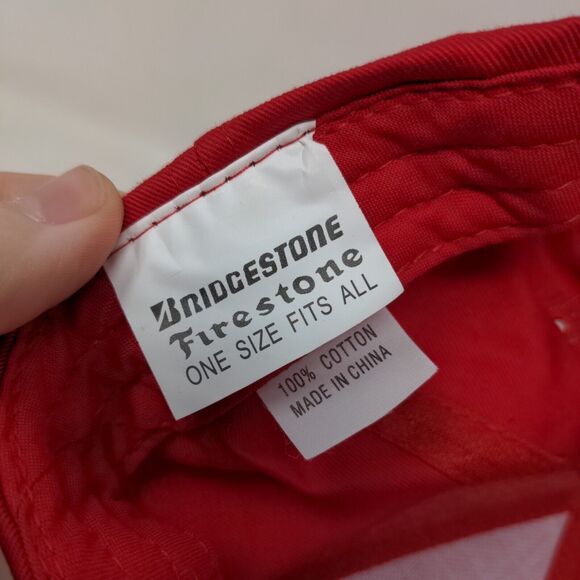 BRIDGESTONE
Firestone
ONE SIZE FITS ALL
100% COTTON
MADE IN CHINA